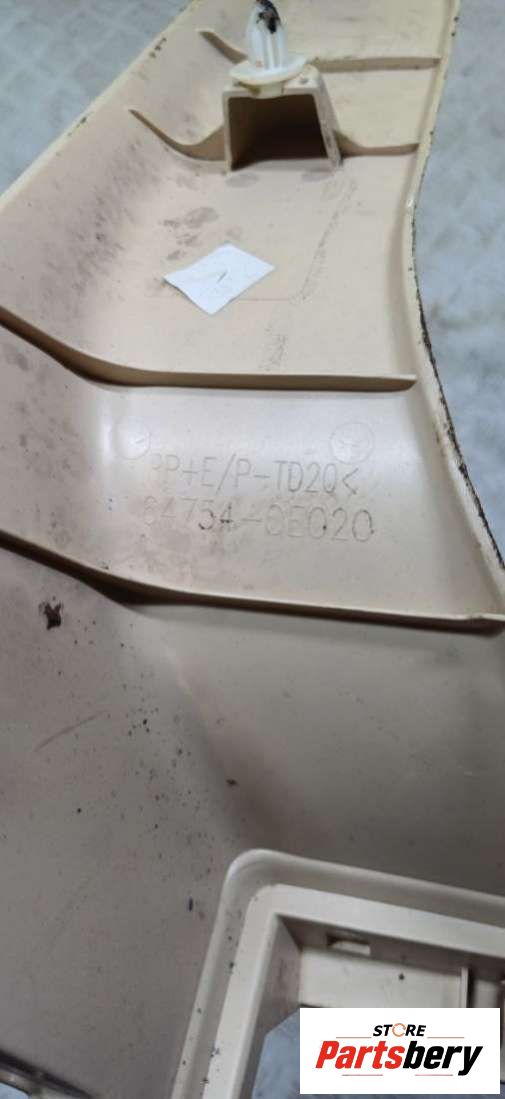 PP+E/P-TD20<
64754-0E020
STORE
Partsbery